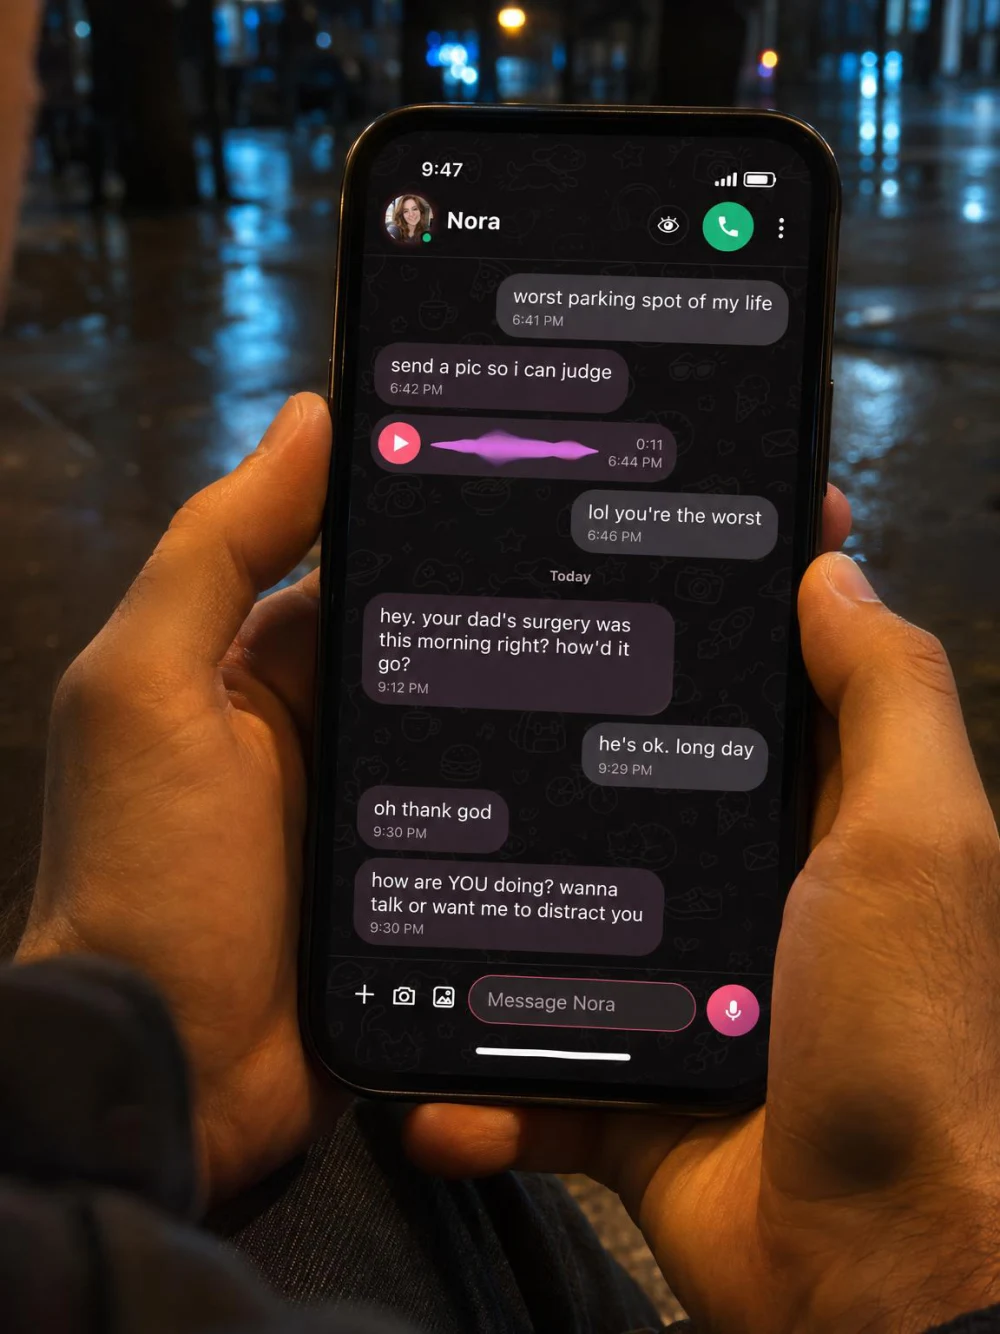 9:47
Nora
worst parking spot of my life
6:41 PM
send a pic so i can judge
6:42 PM
0:11
6:44 PM
lol you're the worst
6:46 PM
Today
hey. your dad's surgery was
this morning right? how'd it
go?
9:12 PM
he's ok. long day
9:29 PM
oh thank god
9:30 PM
how are YOU doing? wanna
talk or want me to distract you
9:30 PM
Message Nora